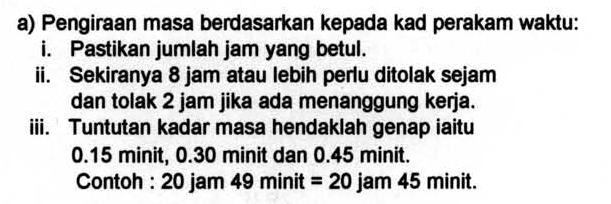 a) Pengiraan masa berdasarkan kepada kad perakam waktu:
i. Pastikan jumlah jam yang betul.
ii. Sekiranya 8 jam atau lebih perlu ditolak sejam
dan tolak 2 jam jika ada menanggung kerja.
iii. Tuntutan kadar masa hendaklah genap iaitu
0.15 minit, 0.30 minit dan 0.45 minit.
Contoh : 20 jam 49 minit = 20 jam 45 minit.